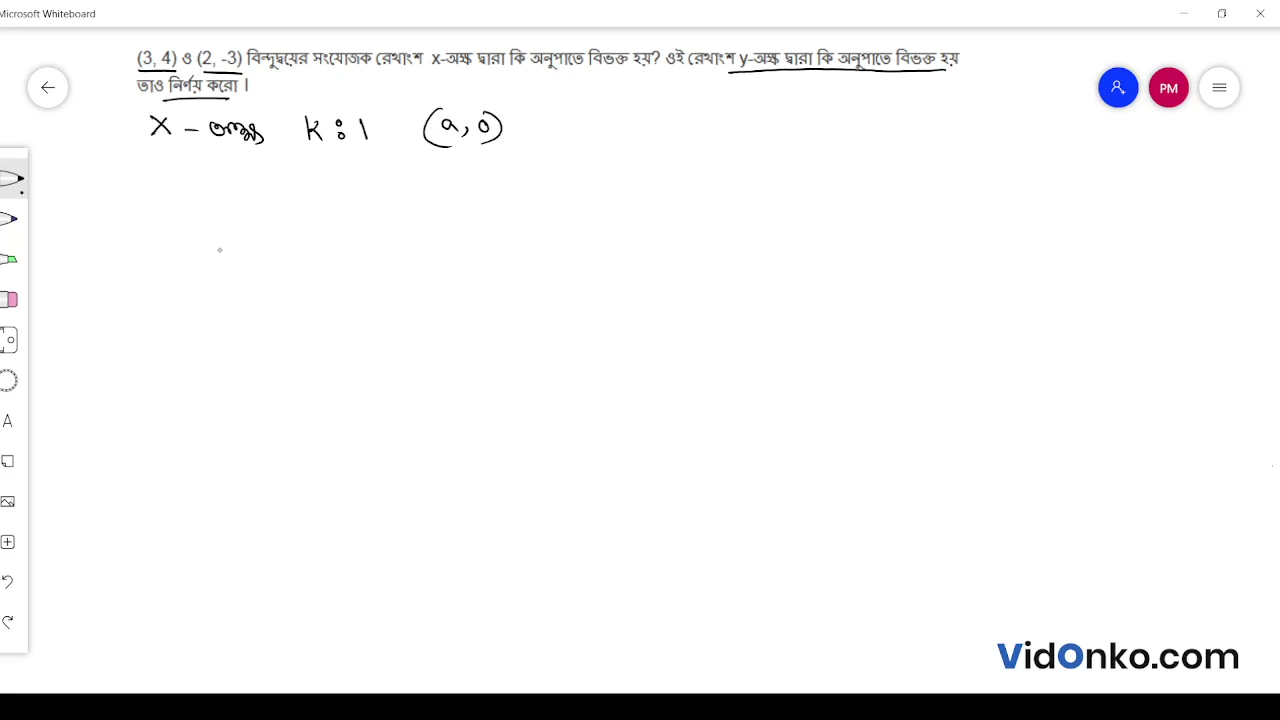 Microsoft Whiteboard
(3, 4) ও (2, -3) বিন্দুদ্বয়ের সংযোজক রেখাংশ x-অক্ষ দ্বারা কি অনুপাতে বিভক্ত হয়? ওই রেখাংশ y-অক্ষ দ্বারা কি অনুপাতে বিভক্ত হয়
তাও নির্ণয় করো ।
PM
X - অক্ষ k : 1 (a, 0)
A
VidOnko.com